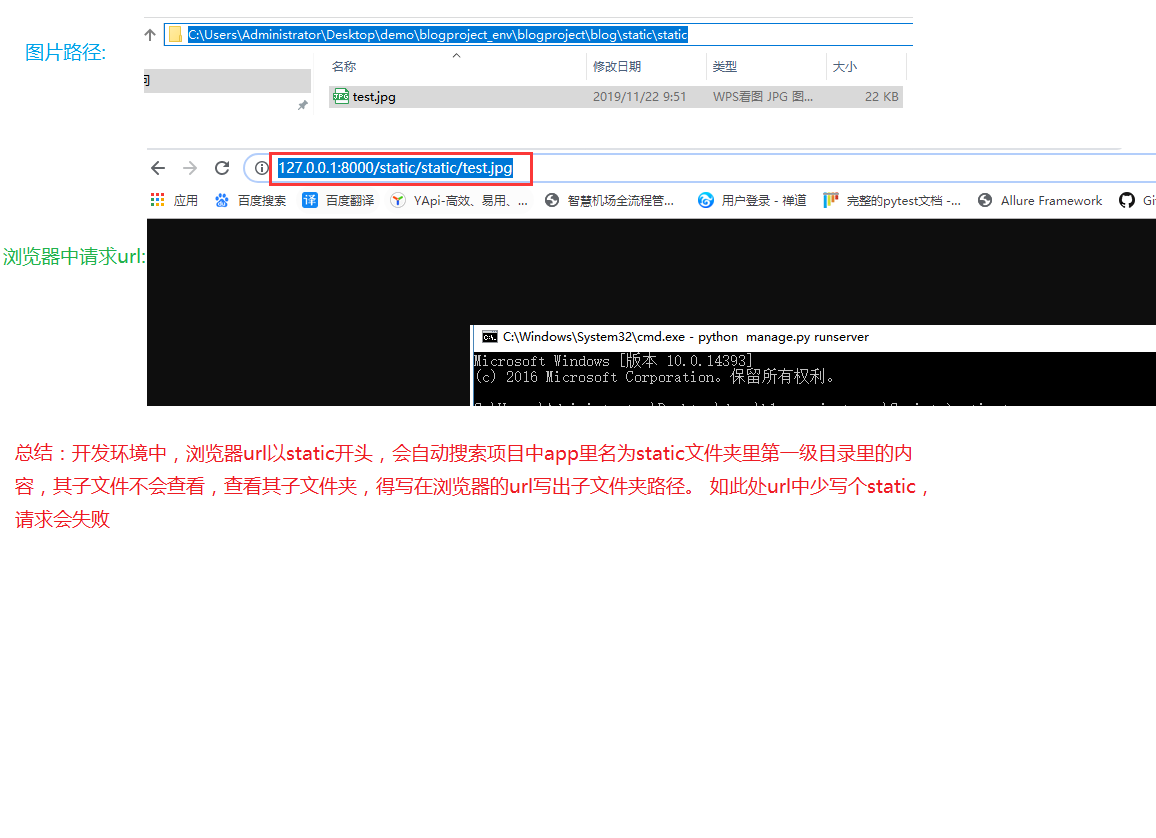 C:\Users\Administrator\Desktop\demo\blogproject_env\blogproject\blog\static\static
图片路径:
名称 修改日期 类型 大小
test.jpg 2019/11/22 9:51 WPS看图 JPG 图... 22 KB
127.0.0.1:8000/static/static/test.jpg
应用 百度搜索 译 百度翻译 YApi-高效、易用、... 智慧机场全流程管... 用户登录 - 禅道 完整的pytest文档 -... Allure Framework
浏览器中请求url:
C:\Windows\System32\cmd.exe - python manage.py runserver
Microsoft Windows [版本 10.0.14393]
(c) 2016 Microsoft Corporation。保留所有权利。
总结：开发环境中，浏览器url以static开头，会自动搜索项目中app里名为static文件夹里第一级目录里的内
容，其子文件不会查看，查看其子文件夹，得写在浏览器的url写出子文件夹路径。 如此处url中少写个static，
请求会失败